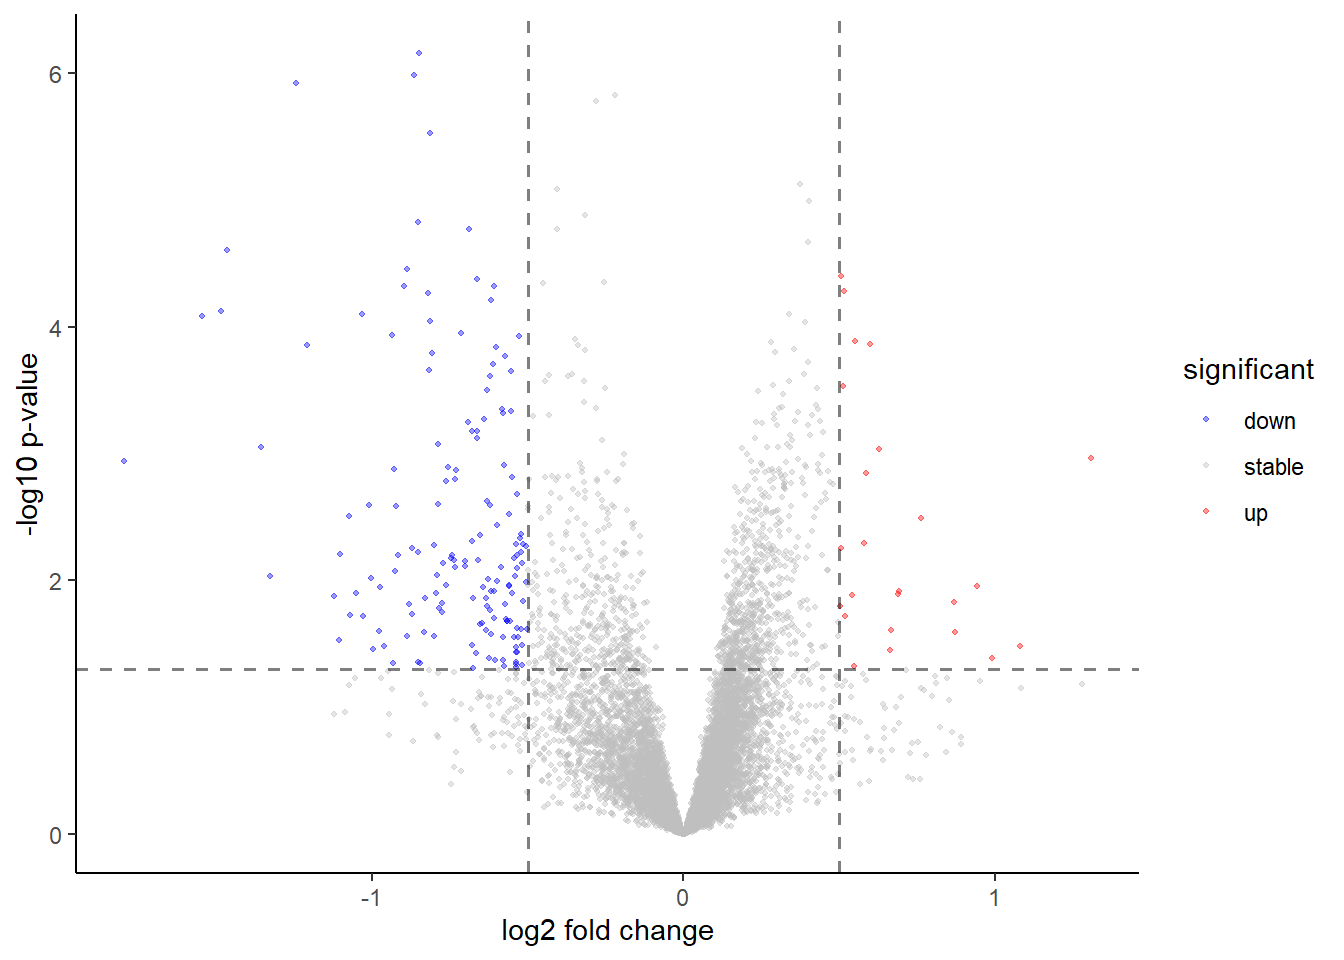 -log10 p-value
6
4
2
0
-1
0
1
log2 fold change
significant
down
stable
up